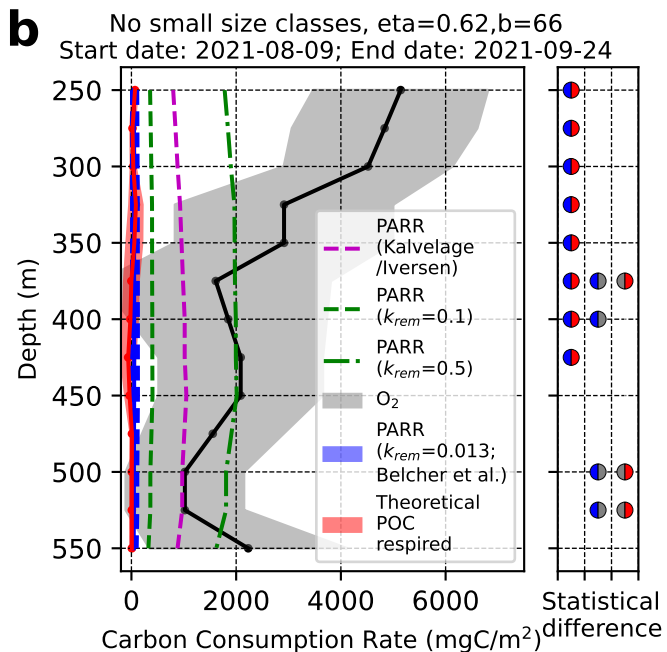 b
No small size classes, eta=0.62,b=66
Start date: 2021-08-09; End date: 2021-09-24
250
300
350
400
450
500
550
Depth (m)
PARR
(Kalvelage
/Iversen)
PARR
(k_rem=0.1)
PARR
(k_rem=0.5)
O₂
PARR
(k_rem=0.013;
Belcher et al.)
Theoretical
POC
respired
0 2000 4000 6000
Carbon Consumption Rate (mgC/m²)
Statistical
difference